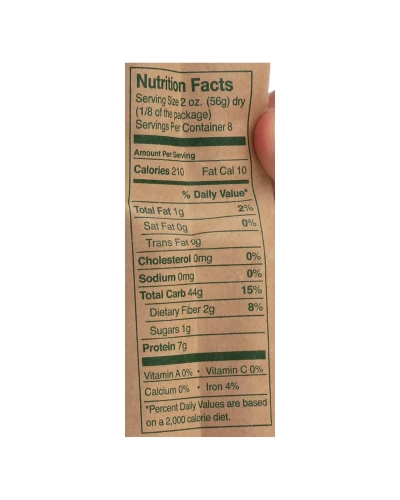 Nutrition Facts
Serving Size 2 oz. (56g) dry
(1/8 of the package)
Servings Per Container 8
Amount Per Serving
Calories 210 Fat Cal 10
% Daily Value*
Total Fat 1g 2%
Sat Fat 0g 0%
Trans Fat 0g
Cholesterol 0mg 0%
Sodium 0mg 0%
Total Carb 44g 15%
Dietary Fiber 2g 8%
Sugars 1g
Protein 7g
Vitamin A 0% • Vitamin C 0%
Calcium 0% • Iron 4%
*Percent Daily Values are based
on a 2,000 calorie diet.